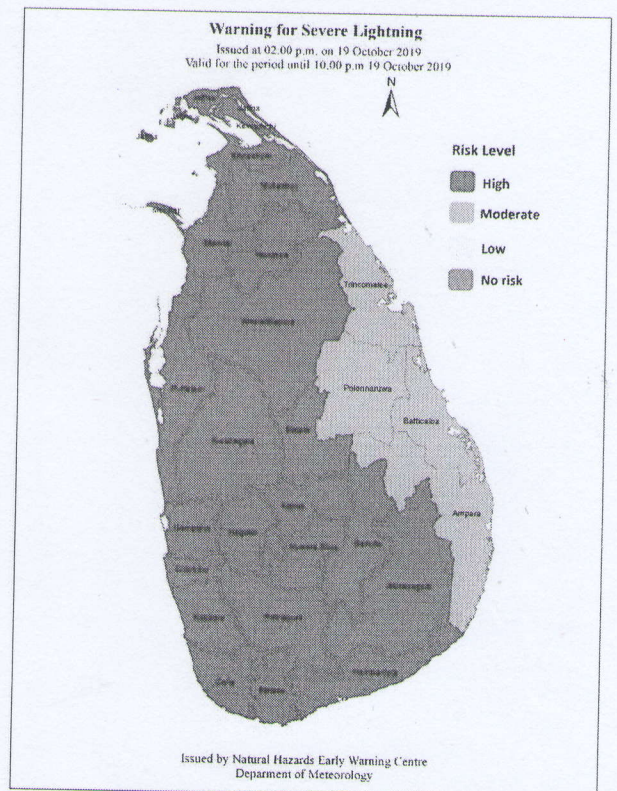 Warning for Severe Lightning
Issued at 02.00 p.m. on 19 October 2019
Valid for the period until 10.00 p.m 19 October 2019
N
Risk Level
High
Moderate
Low
No risk
Mannar
Trincomalee
Anuradhapura
Polonnaruwa
Puttalam
Batticaloa
Kurunegala
Ampara
Gampaha
Kegalle
Nuwara Eliya
Badulla
Colombo
Monaragala
Kalutara
Ratnapura
Hambantota
Galle
Matara
Issued by Natural Hazards Early Warning Centre
Deparment of Meteorology